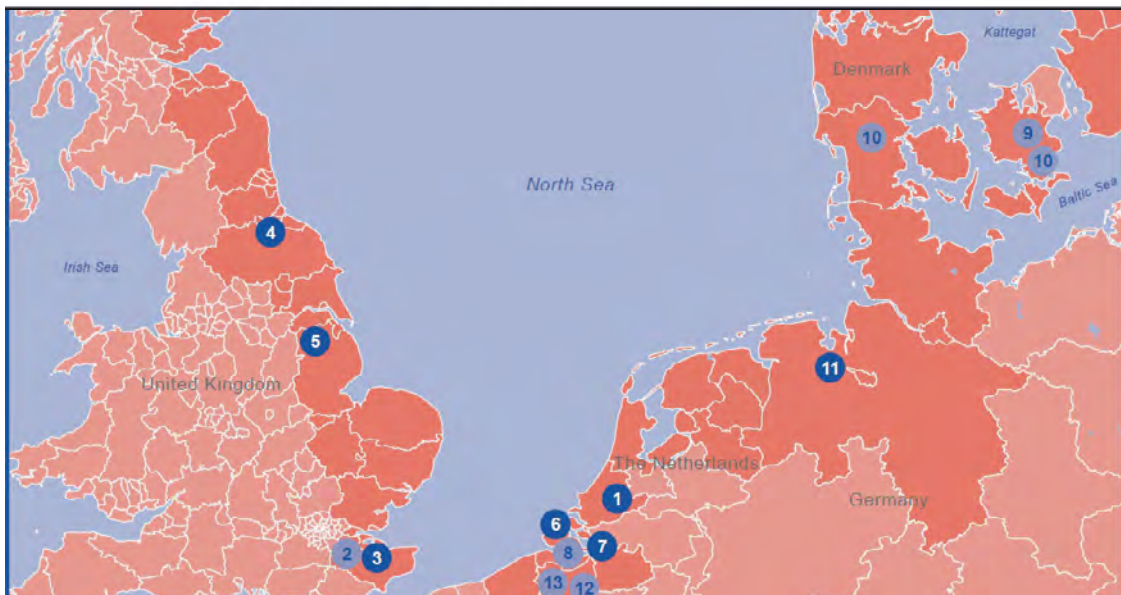 Kattegat
Denmark
10
9
10
Baltic Sea
North Sea
4
Irish Sea
5
United Kingdom
11
The Netherlands
1
Germany
6
7
8
2
3
13
12